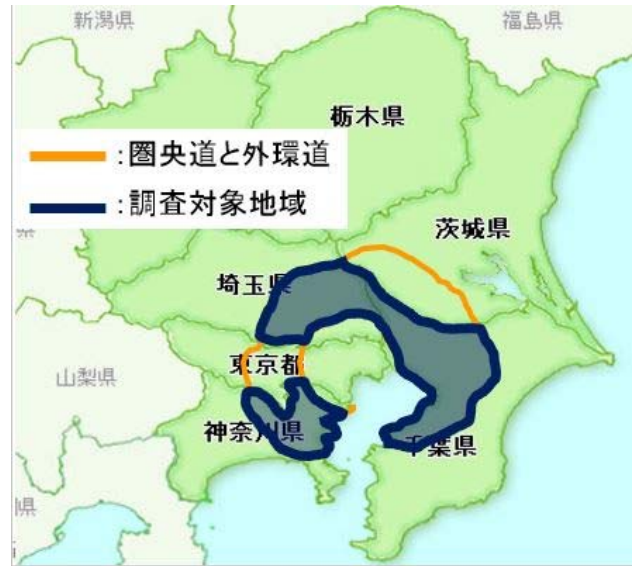 新潟県
福島県
栃木県
:圏央道と外環道
:調査対象地域
茨城県
県
埼玉県
東京都
山梨県
神奈川県
千葉県
県